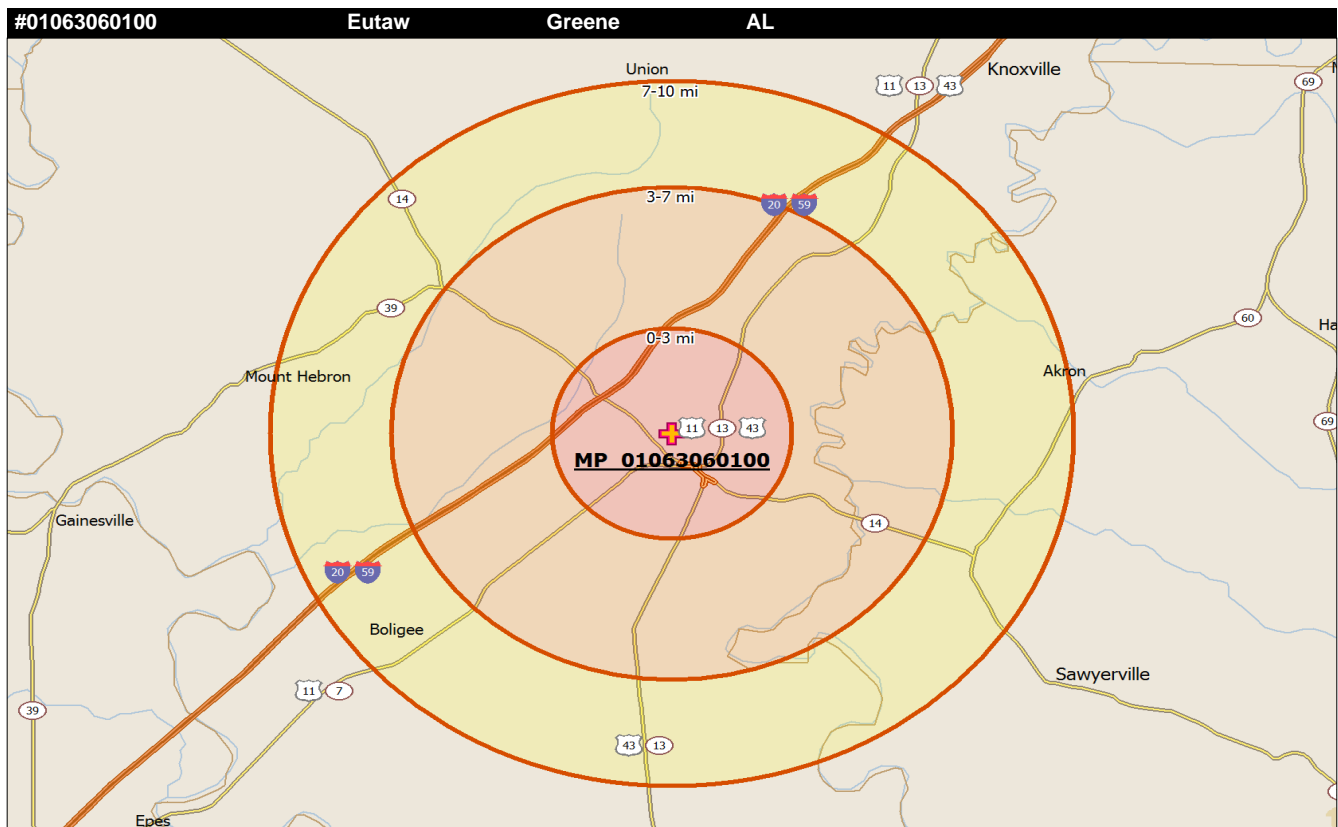 #01063060100 Eutaw Greene AL
Union
Knoxville
7-10 mi
11 13 43
69
14
3-7 mi
20 59
39
60
0-3 mi
Mount Hebron
Akron
11 13 43
69
MP 01063060100
Gainesville
14
20 59
Boligee
Sawyerville
11 7
39
43 13
Epes